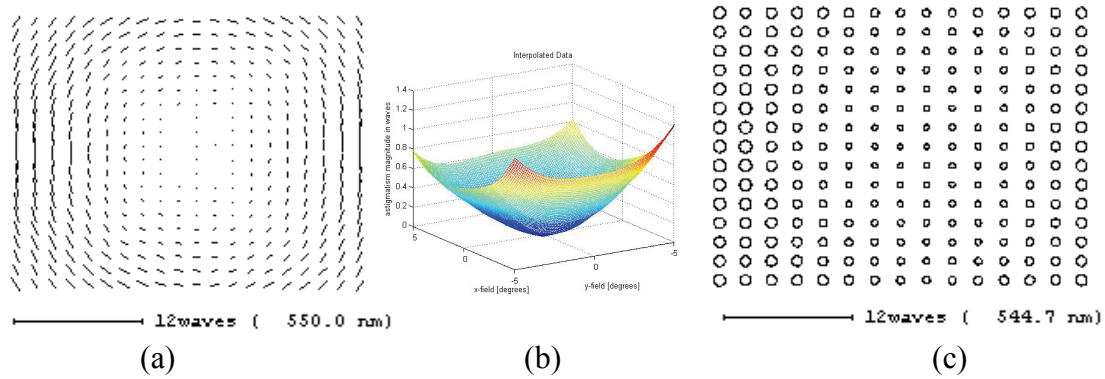 Interpolated Data
1.4
1.2
1
0.8
0.6
0.4
0.2
0
astigmatism magnitude in waves
5
0
-5
x-field [degrees]
5
0
-5
y-field [degrees]
12waves ( 550.0 nm)
12waves ( 544.7 nm)
(a)
(b)
(c)